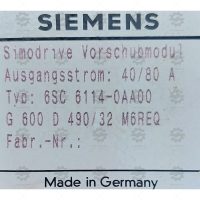 SIEMENS
Simodrive Vorschubmodul
Ausgangsstrom: 40/80 A
Typ: 6SC 6114-0AA00
G 600 D 490/32 M6REQ
Fabr.-Nr.:
Made in Germany